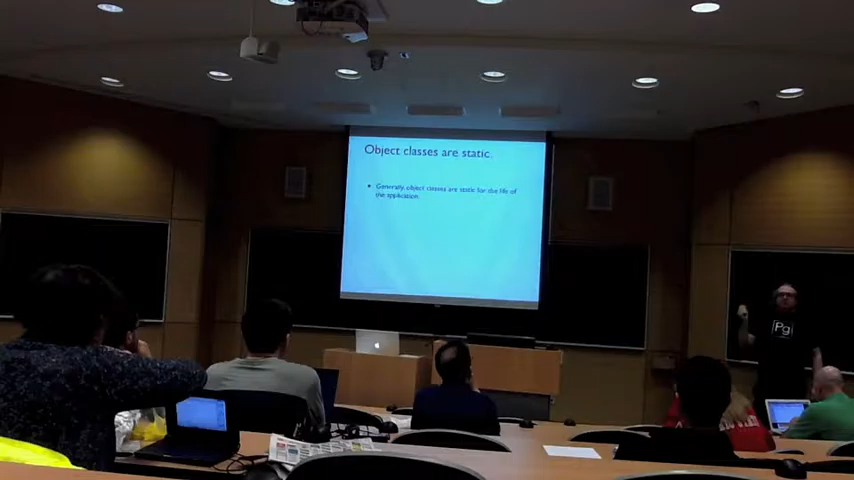 Object classes are static.
• Generally, object classes are static for the life of
the application.
Pg